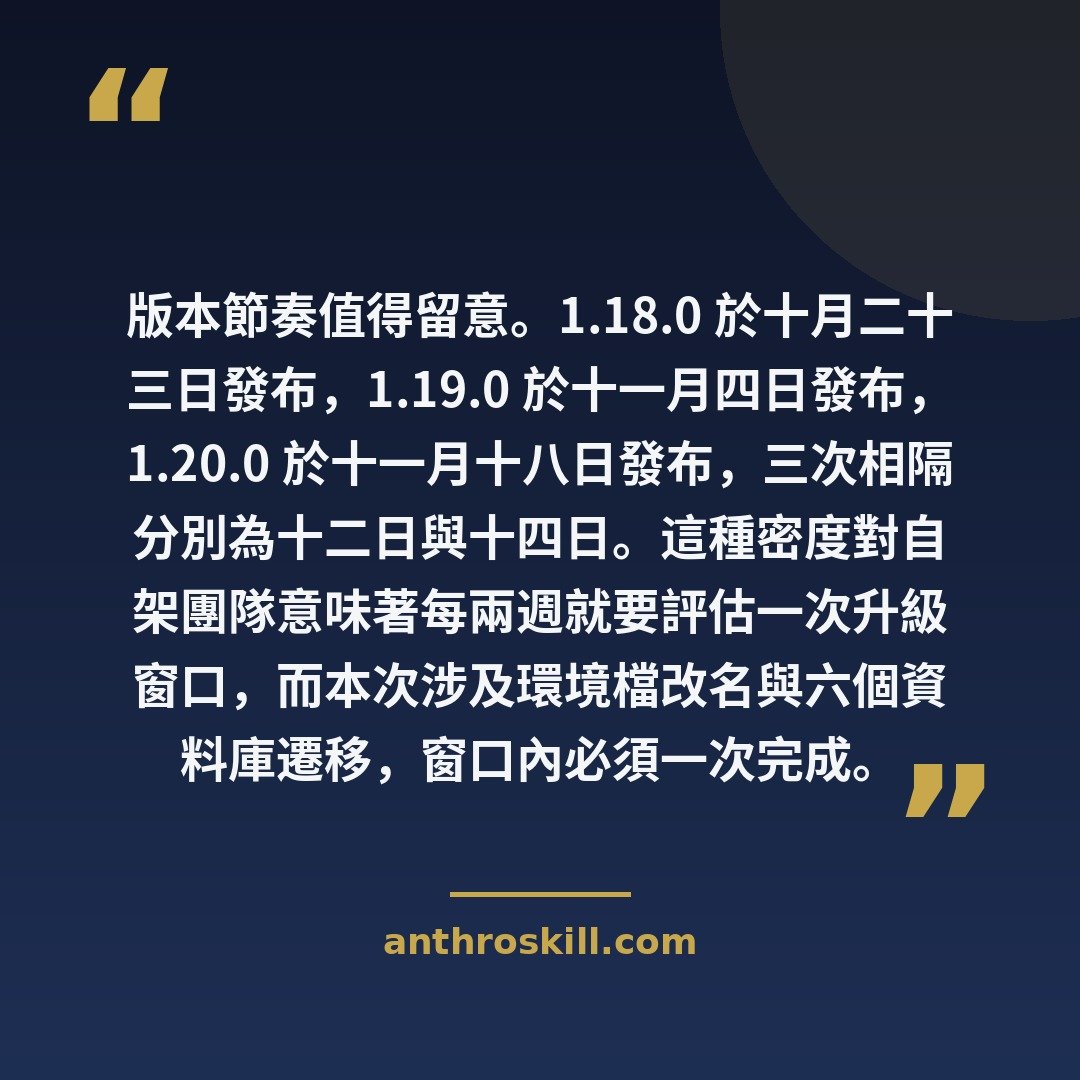 “
版本節奏值得留意。1.18.0 於十月二十
三日發布，1.19.0 於十一月四日發布，
1.20.0 於十一月十八日發布，三次相隔
分別為十二日與十四日。這種密度對自
架團隊意味著每兩週就要評估一次升級
窗口，而本次涉及環境檔改名與六個資
料庫遷移，窗口內必須一次完成。
”
anthroskill.com